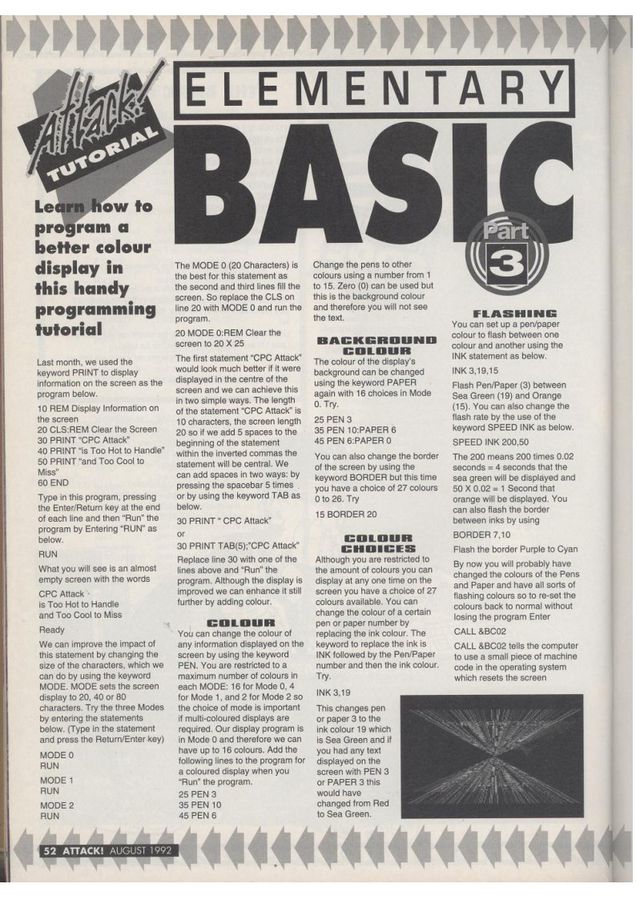 Attack!
TUTORIAL
ELEMENTARY
BASIC
Part
3
Learn how to
program a
better colour
display in
this handy
programming
tutorial
Last month, we used the
keyword PRINT to display
information on the screen as the
program below.
10 REM Display Information on
the screen
20 CLS:REM Clear the Screen
30 PRINT "CPC Attack"
40 PRINT "is Too Hot to Handle"
50 PRINT "and Too Cool to
Miss"
60 END
Type in this program, pressing
the Enter/Return key at the end
of each line and then "Run" the
program by Entering "RUN" as
below.
RUN
What you will see is an almost
empty screen with the words
CPC Attack
is Too Hot to Handle
and Too Cool to Miss
Ready
We can improve the impact of
this statement by changing the
size of the characters, which we
can do by using the keyword
MODE. MODE sets the screen
display to 20, 40 or 80
characters. Try the three Modes
by entering the statements
below. (Type in the statement
and press the Return/Enter key)
MODE 0
RUN
MODE 1
RUN
MODE 2
RUN
The MODE 0 (20 Characters) is
the best for this statement as
the second and third lines fill the
screen. So replace the CLS on
line 20 with MODE 0 and run the
program.
20 MODE 0:REM Clear the
screen to 20 X 25
The first statement "CPC Attack"
would look much better if it were
displayed in the centre of the
screen and we can achieve this
in two simple ways. The length
of the statement "CPC Attack" is
10 characters, the screen length
20 so if we add 5 spaces to the
beginning of the statement
within the inverted commas the
statement will be central. We
can add spaces in two ways: by
pressing the spacebar 5 times
or by using the keyword TAB as
below.
30 PRINT " CPC Attack"
or
30 PRINT TAB(5);"CPC Attack"
Replace line 30 with one of the
lines above and "Run" the
program. Although the display is
improved we can enhance it still
further by adding colour.
COLOUR
You can change the colour of
any information displayed on the
screen by using the keyword
PEN. You are restricted to a
maximum number of colours in
each MODE: 16 for Mode 0, 4
for Mode 1, and 2 for Mode 2 so
the choice of mode is important
if multi-coloured displays are
required. Our display program is
in Mode 0 and therefore we can
have up to 16 colours. Add the
following lines to the program for
a coloured display when you
"Run" the program.
25 PEN 3
35 PEN 10
45 PEN 6
Change the pens to other
colours using a number from 1
to 15. Zero (0) can be used but
this is the background colour
and therefore you will not see
the text.
BACKGROUND
COLOUR
The colour of the display's
background can be changed
using the keyword PAPER
again with 16 choices in Mode
0. Try.
25 PEN 3
35 PEN 10:PAPER 6
45 PEN 6:PAPER 0
You can also change the border
of the screen by using the
keyword BORDER but this time
you have a choice of 27 colours
0 to 26. Try
15 BORDER 20
COLOUR
CHOICES
Although you are restricted to
the amount of colours you can
display at any one time on the
screen you have a choice of 27
colours available. You can
change the colour of a certain
pen or paper number by
replacing the ink colour. The
keyword to replace the ink is
INK followed by the Pen/Paper
number and then the ink colour.
Try.
INK 3,19
This changes pen
or paper 3 to the
ink colour 19 which
is Sea Green and if
you had any text
displayed on the
screen with PEN 3
or PAPER 3 this
would have
changed from Red
to Sea Green.
FLASHING
You can set up a pen/paper
colour to flash between one
colour and another using the
INK statement as below.
INK 3,19,15
Flash Pen/Paper (3) between
Sea Green (19) and Orange
(15). You can also change the
flash rate by the use of the
keyword SPEED INK as below.
SPEED INK 200,50
The 200 means 200 times 0.02
seconds = 4 seconds that the
sea green will be displayed and
50 X 0.02 = 1 Second that
orange will be displayed. You
can also flash the border
between inks by using
BORDER 7,10
Flash the border Purple to Cyan
By now you will probably have
changed the colours of the Pens
and Paper and have all sorts of
flashing colours so to re-set the
colours back to normal without
losing the program Enter
CALL &BC02
CALL &BC02 tells the computer
to use a small piece of machine
code in the operating system
which resets the screen
52 ATTACK! AUGUST 1992